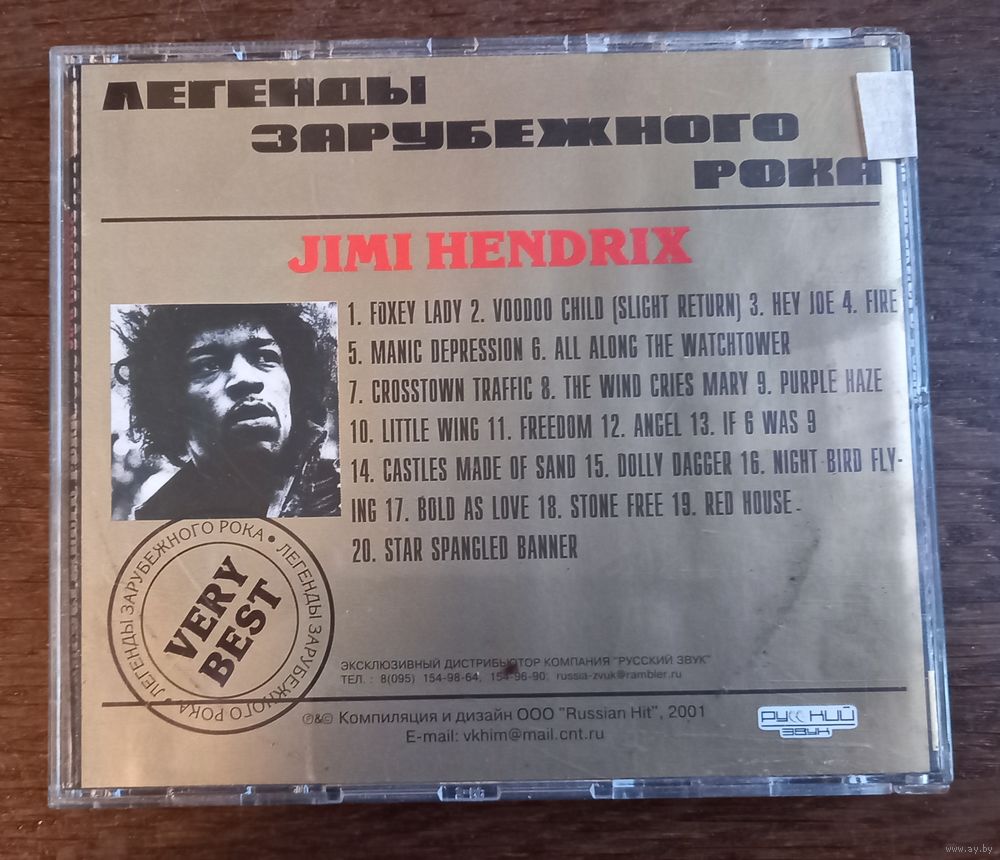 ЛЕГЕНДЫ
ЗАРУБЕЖНОГО
РОКА
JIMI HENDRIX
1. FOXEY LADY 2. VOODOO CHILD (SLIGHT RETURN) 3. HEY JOE 4. FIRE
5. MANIC DEPRESSION 6. ALL ALONG THE WATCHTOWER
7. CROSSTOWN TRAFFIC 8. THE WIND CRIES MARY 9. PURPLE HAZE
10. LITTLE WING 11. FREEDOM 12. ANGEL 13. IF 6 WAS 9
14. CASTLES MADE OF SAND 15. DOLLY DAGGER 16. NIGHT BIRD FLY-
ING 17. BOLD AS LOVE 18. STONE FREE 19. RED HOUSE
20. STAR SPANGLED BANNER
ЛЕГЕНДЫ ЗАРУБЕЖНОГО РОКА • ЛЕГЕНДЫ ЗАРУБЕЖНОГО РОКА •
VERY
BEST
ЭКСКЛЮЗИВНЫЙ ДИСТРИБЬЮТОР КОМПАНИЯ "РУССКИЙ ЗВУК"
ТЕЛ. : 8(095) 154-98-64, 154-96-90; russia-zvuk@rambler.ru
℗&© Компиляция и дизайн ООО "Russian Hit", 2001
E-mail: vkhim@mail.cnt.ru
РУССКИЙ
ЗВУК
www.ay.by